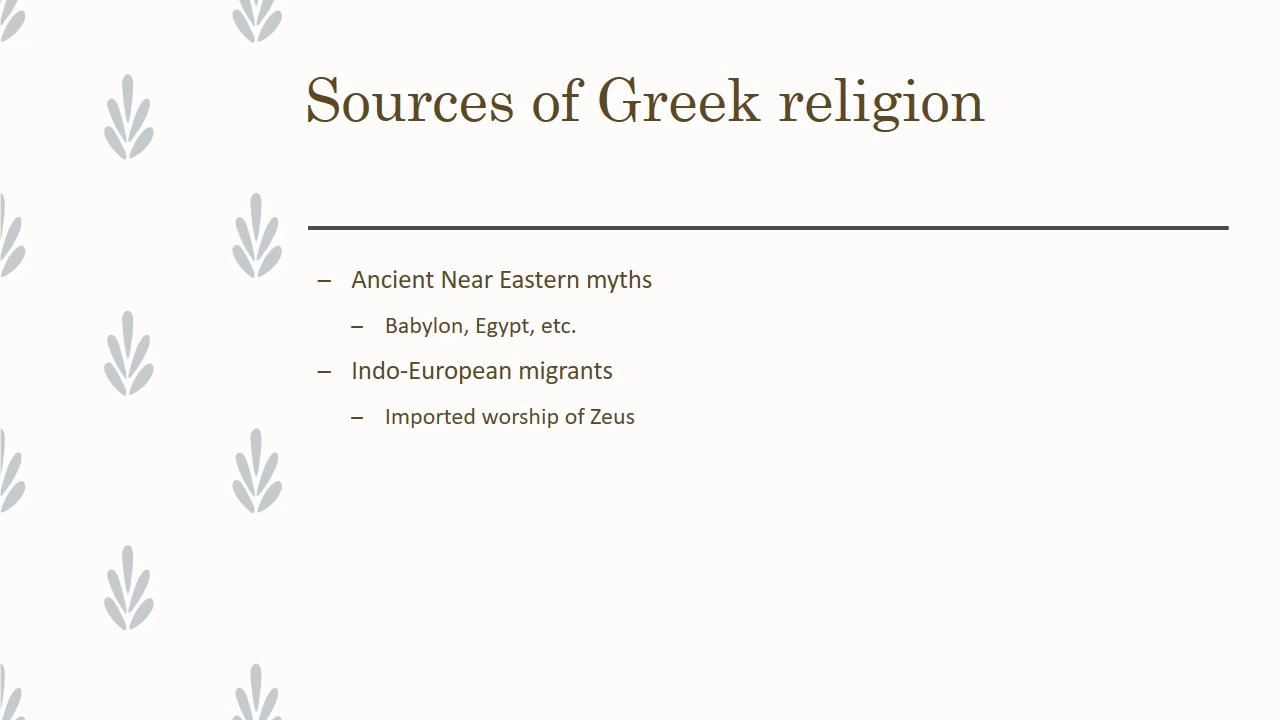 Sources of Greek religion
– Ancient Near Eastern myths
– Babylon, Egypt, etc.
– Indo-European migrants
– Imported worship of Zeus